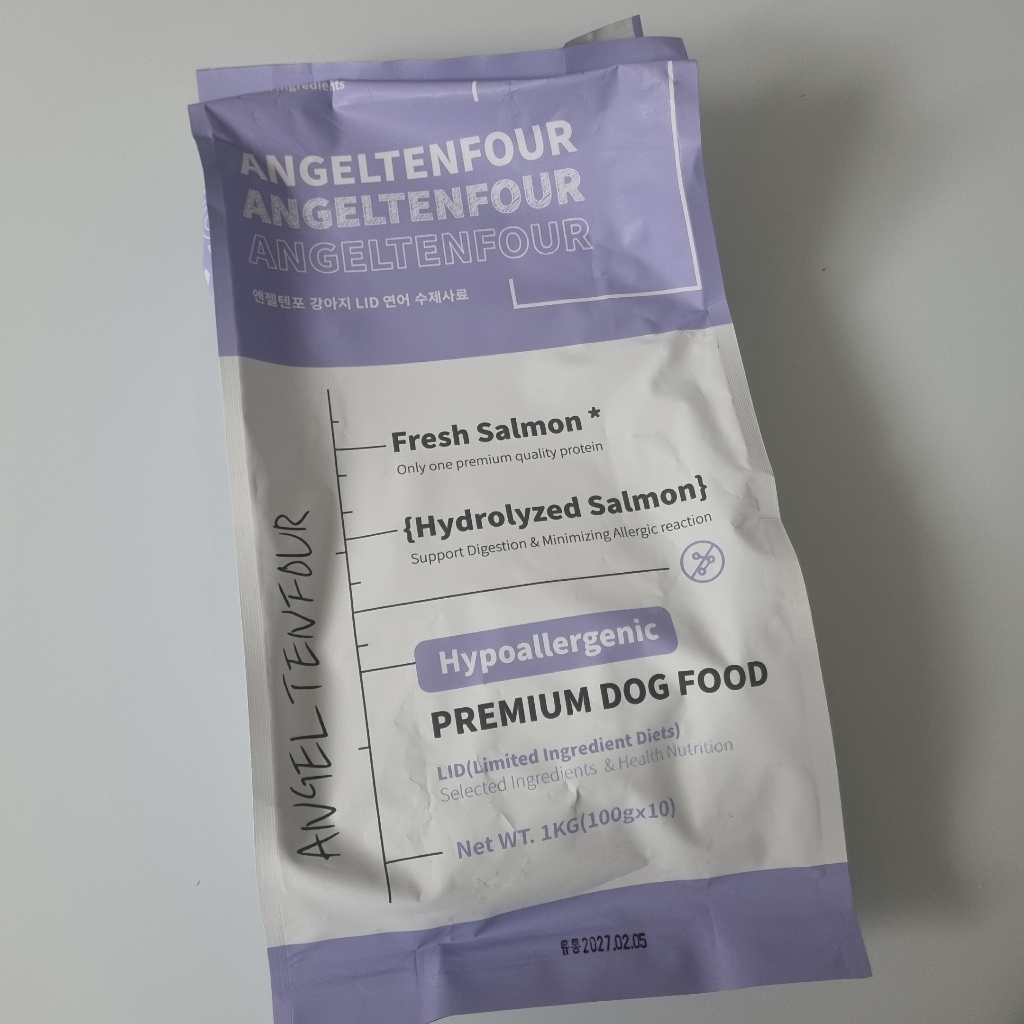 ngredients
ANGELTENFOUR
ANGELTENFOUR
ANGELTENFOUR
엔젤텐포 강아지 LID 연어 수제사료
Fresh Salmon *
Only one premium quality protein
{Hydrolyzed Salmon}
Support Digestion & Minimizing Allergic reaction
Hypoallergenic
PREMIUM DOG FOOD
LID(Limited Ingredient Diets)
Selected Ingredients & Health Nutrition
Net WT. 1KG(100gx10)
ANGEL TENFOUR
유통2027.02.05